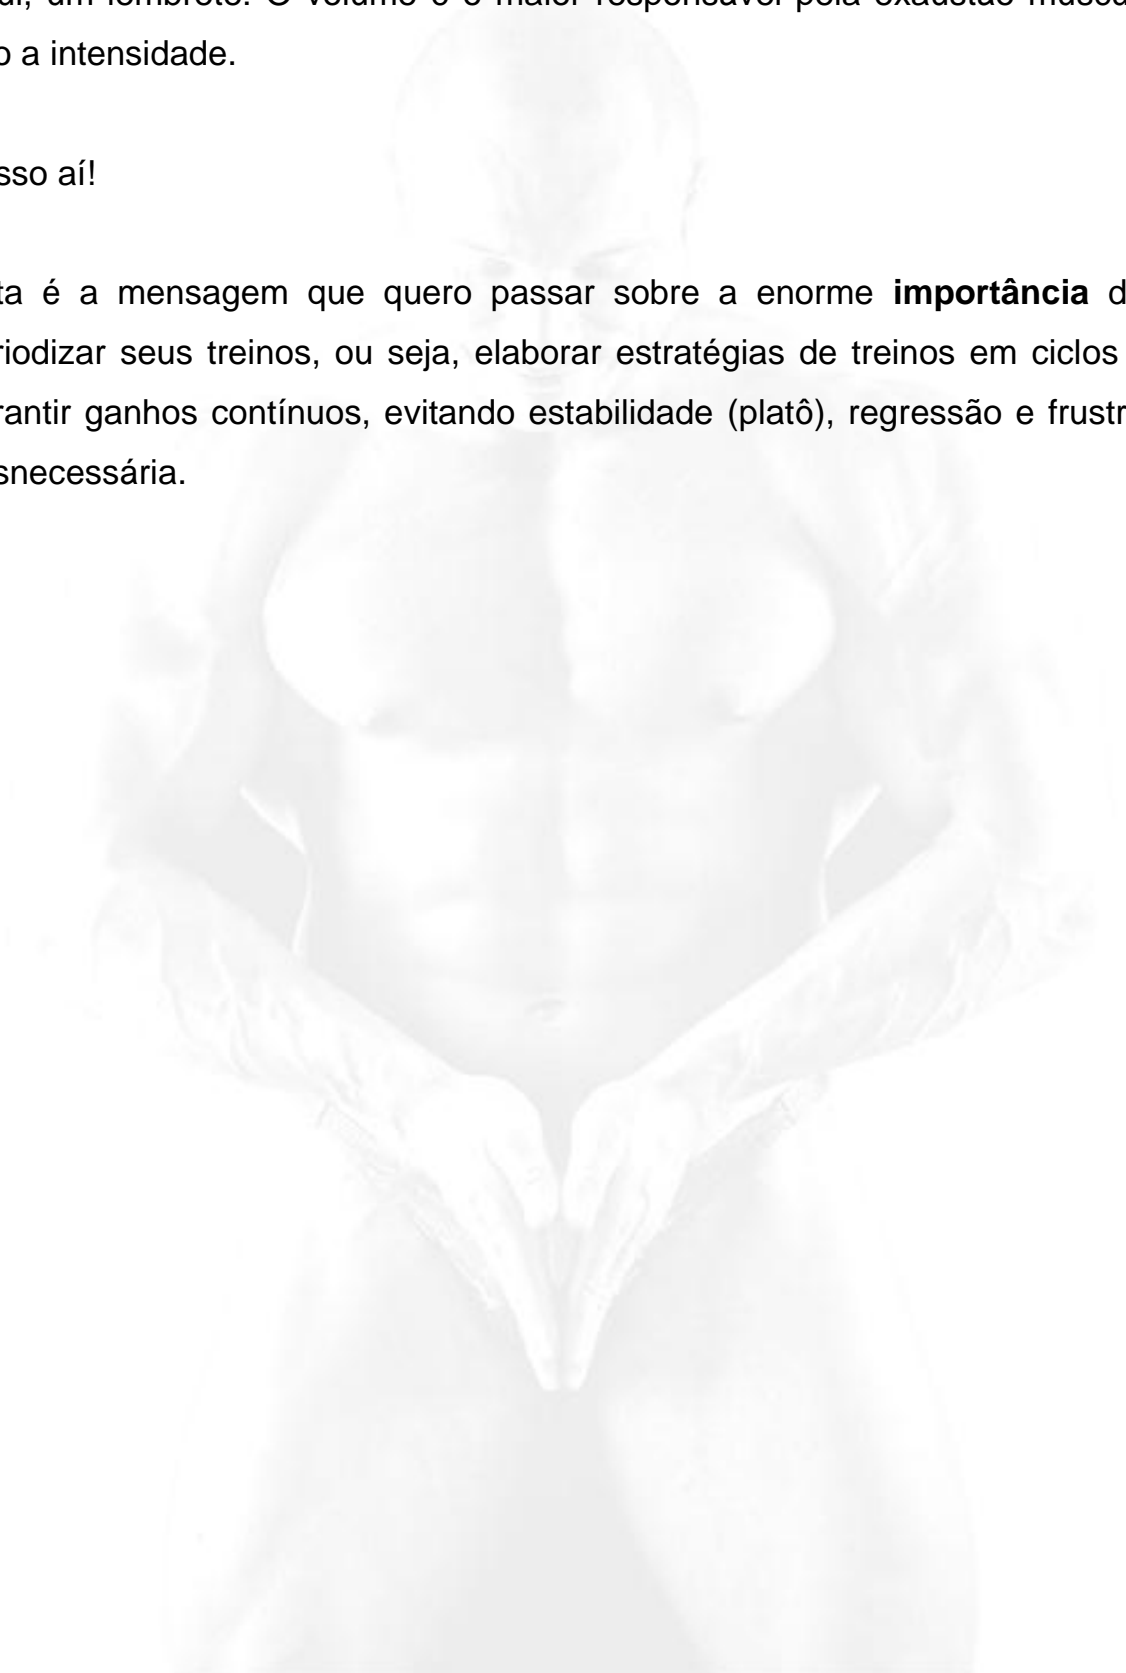 um lembrete: O volume é o maior responsável pela exaustão
o a intensidade.
sso aí!
ta é a mensagem que quero passar sobre a enorme importância d
riodizar seus treinos, ou seja, elaborar estratégias de treinos em ciclos
rantir ganhos contínuos, evitando estabilidade (platô), regressão e frustr
snecessária.